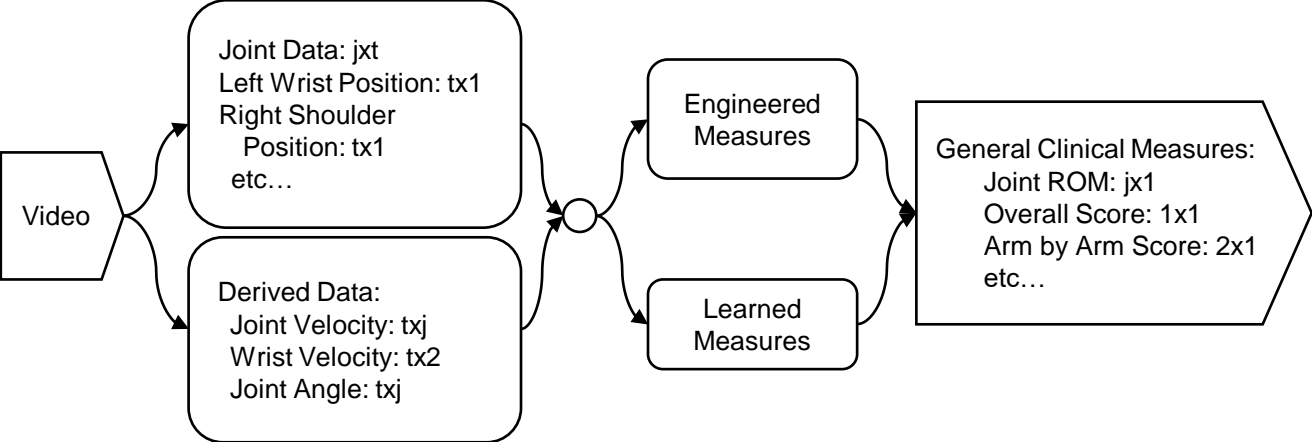 Video
Joint Data: jxt
Left Wrist Position: tx1
Right Shoulder
Position: tx1
etc…
Derived Data:
Joint Velocity: txj
Wrist Velocity: tx2
Joint Angle: txj
Engineered
Measures
Learned
Measures
General Clinical Measures:
Joint ROM: jx1
Overall Score: 1x1
Arm by Arm Score: 2x1
etc…